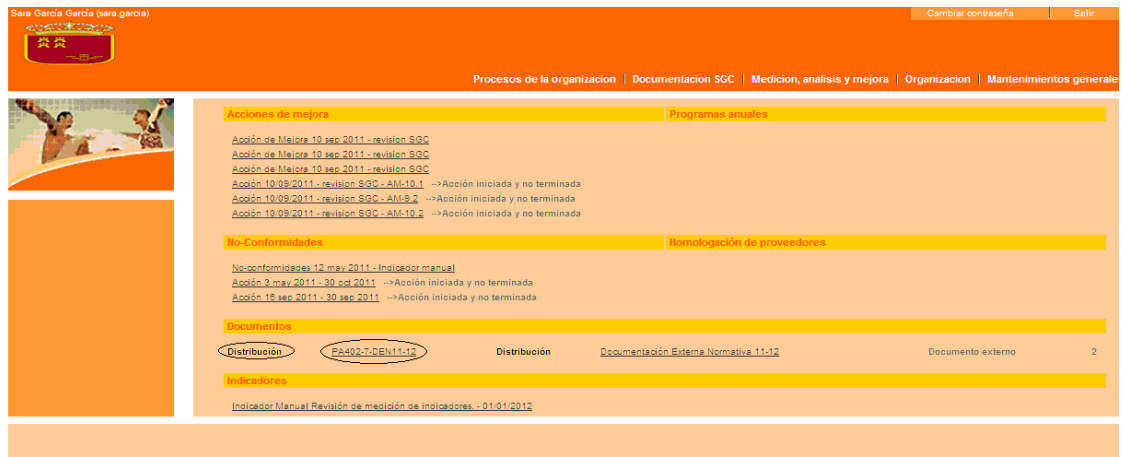 Sara García García (sara.garcia) Cambiar contraseña | Salir
Procesos de la organizacion | Documentacion SGC | Medicion, analisis y mejora | Organizacion | Mantenimientos generale
Acciones de mejora Programas anuales
Acción de Mejora 10 sep 2011 - revision SGC
Acción de Mejora 10 sep 2011 - revision SGC
Acción de Mejora 10 sep 2011 - revision SGC
Acción 10/09/2011 - revision SGC - AM-10.1 -->Acción iniciada y no terminada
Acción 10/09/2011 - revision SGC - AM-9.2 -->Acción iniciada y no terminada
Acción 10/09/2011 - revision SGC - AM-10.2 -->Acción iniciada y no terminada
No-Conformidades Homologación de proveedores
No-conformidades 12 may 2011 - Indicador manual
Acción 3 may 2011 - 30 oct 2011 -->Acción iniciada y no terminada
Acción 16 sep 2011 - 30 sep 2011 -->Acción iniciada y no terminada
Documentos
Distribución PA402-7-DEN11-12 Distribución Documentación Externa Normativa 11-12 Documento externo 2
Indicadores
Indicador Manual Revisión de medición de indicadores. - 01/01/2012